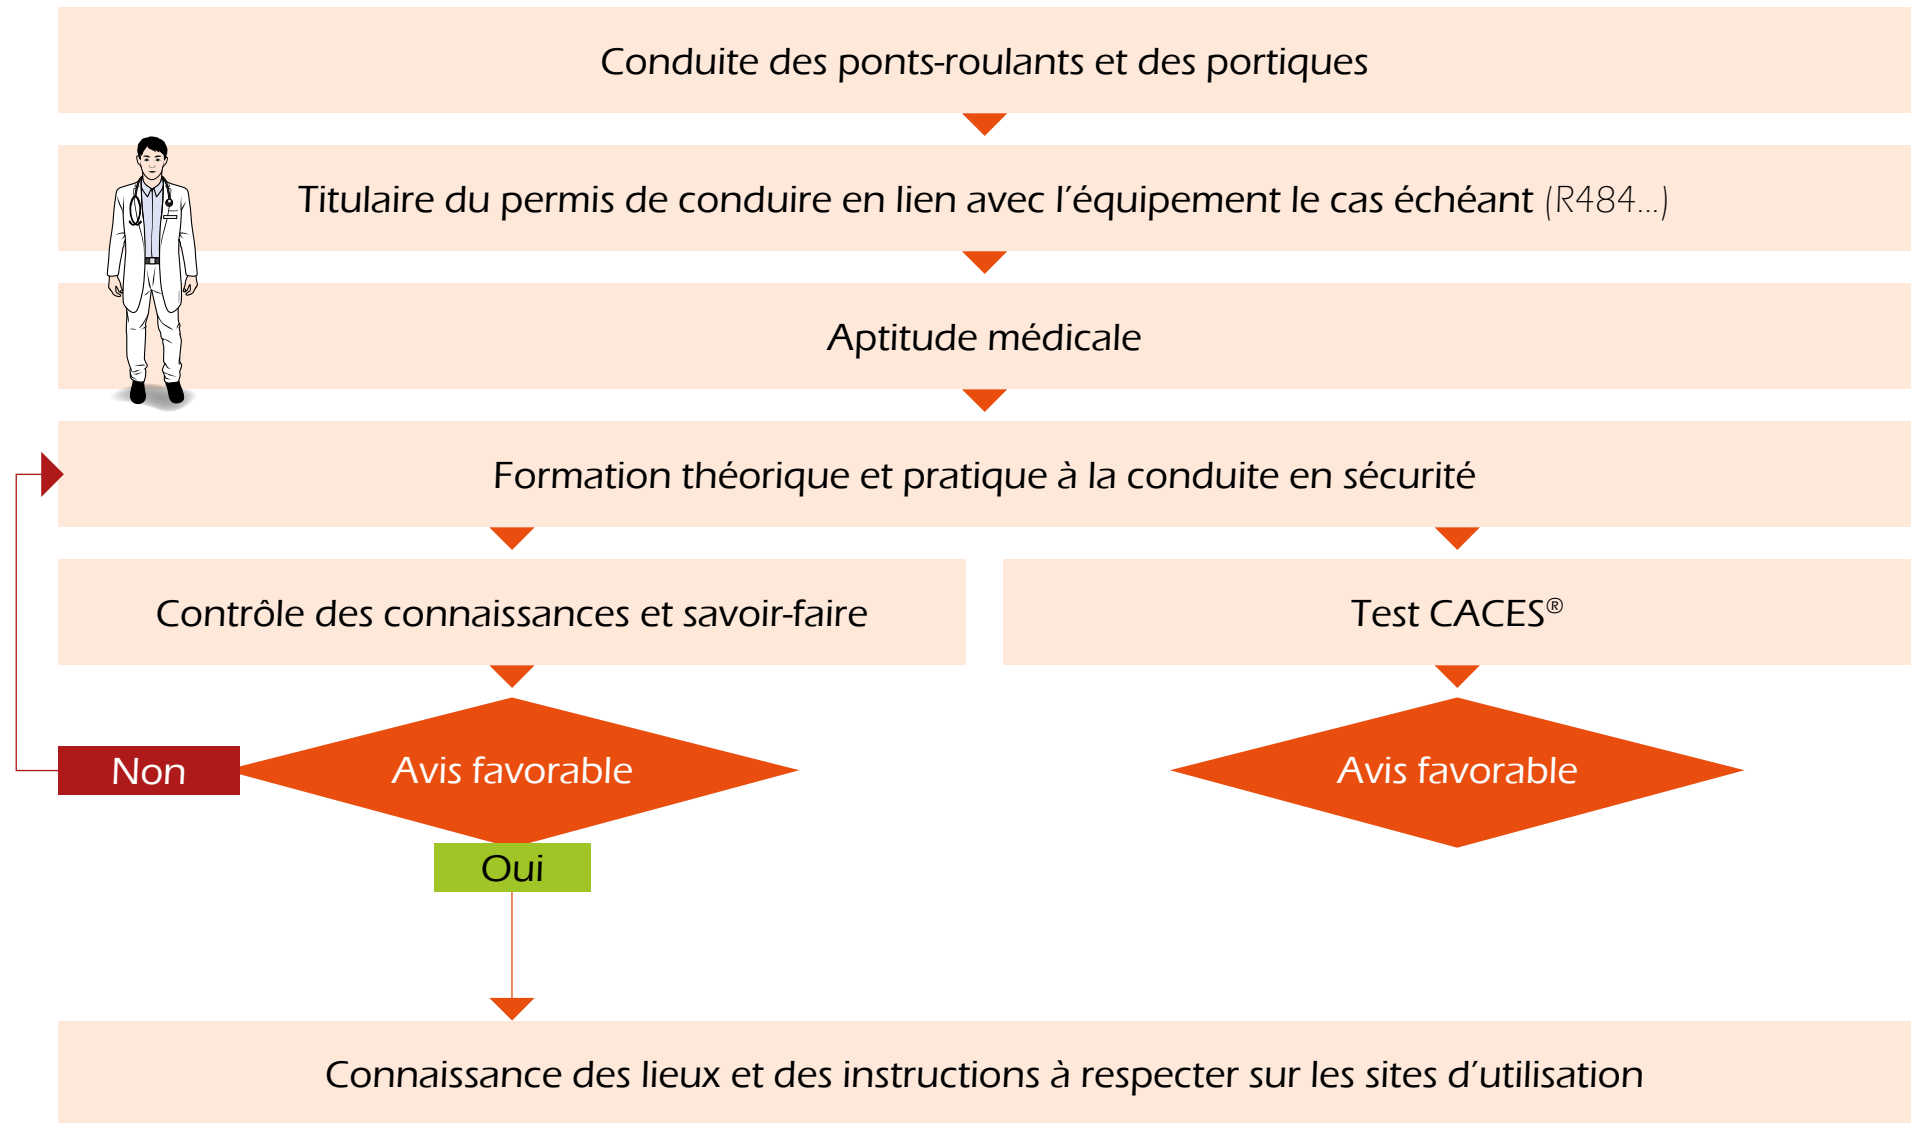 Conduite des ponts-roulants et des portiques
Titulaire du permis de conduire en lien avec l’équipement le cas échéant (R484...)
Aptitude médicale
Formation théorique et pratique à la conduite en sécurité
Contrôle des connaissances et savoir-faire
Test CACES®
Non
Avis favorable
Avis favorable
Oui
Connaissance des lieux et des instructions à respecter sur les sites d’utilisation